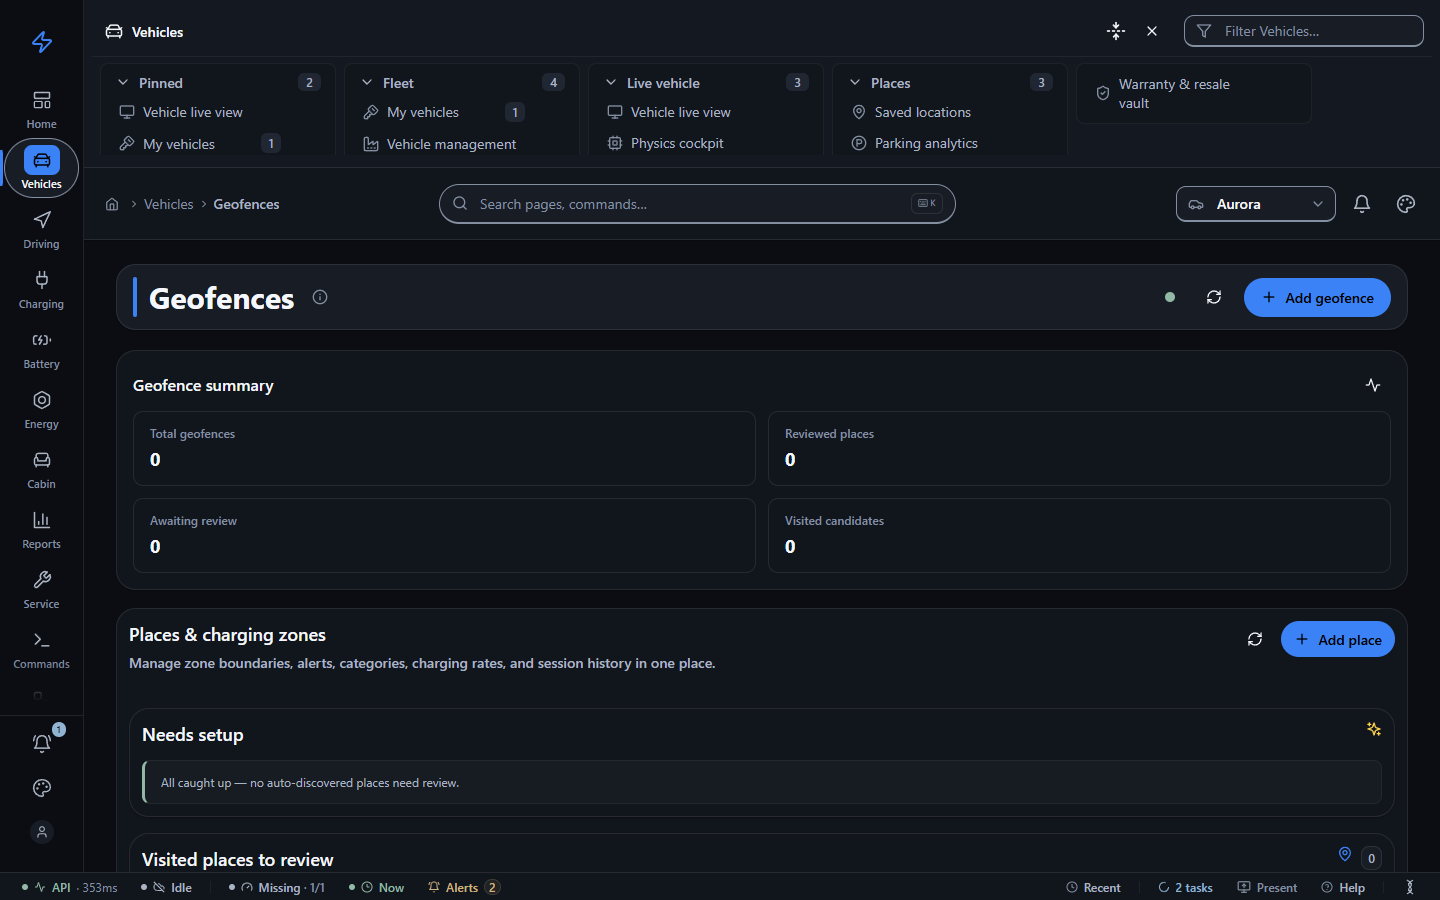 Vehicles
Filter Vehicles...
Pinned 2
Vehicle live view
My vehicles 1
Fleet 4
My vehicles 1
Vehicle management
Live vehicle 3
Vehicle live view
Physics cockpit
Places 3
Saved locations
Parking analytics
Warranty & resale
vault
Home
Vehicles
Driving
Charging
Battery
Energy
Cabin
Reports
Service
Commands
1
Vehicles
Geofences
Search pages, commands...
K
Aurora
Geofences
Add geofence
Geofence summary
Total geofences
0
Reviewed places
0
Awaiting review
0
Visited candidates
0
Places & charging zones
Manage zone boundaries, alerts, categories, charging rates, and session history in one place.
Add place
Needs setup
All caught up — no auto-discovered places need review.
Visited places to review
0
API · 353ms
Idle
Missing · 1/1
Now
Alerts 2
Recent
2 tasks
Present
Help